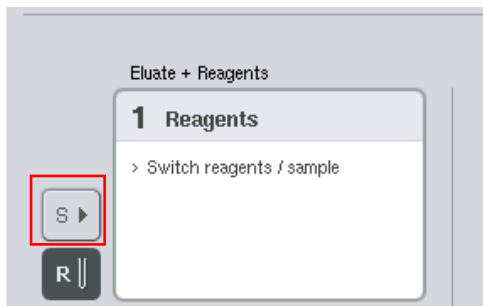 Eluate + Reagents
1 Reagents
> Switch reagents / sample
S
R